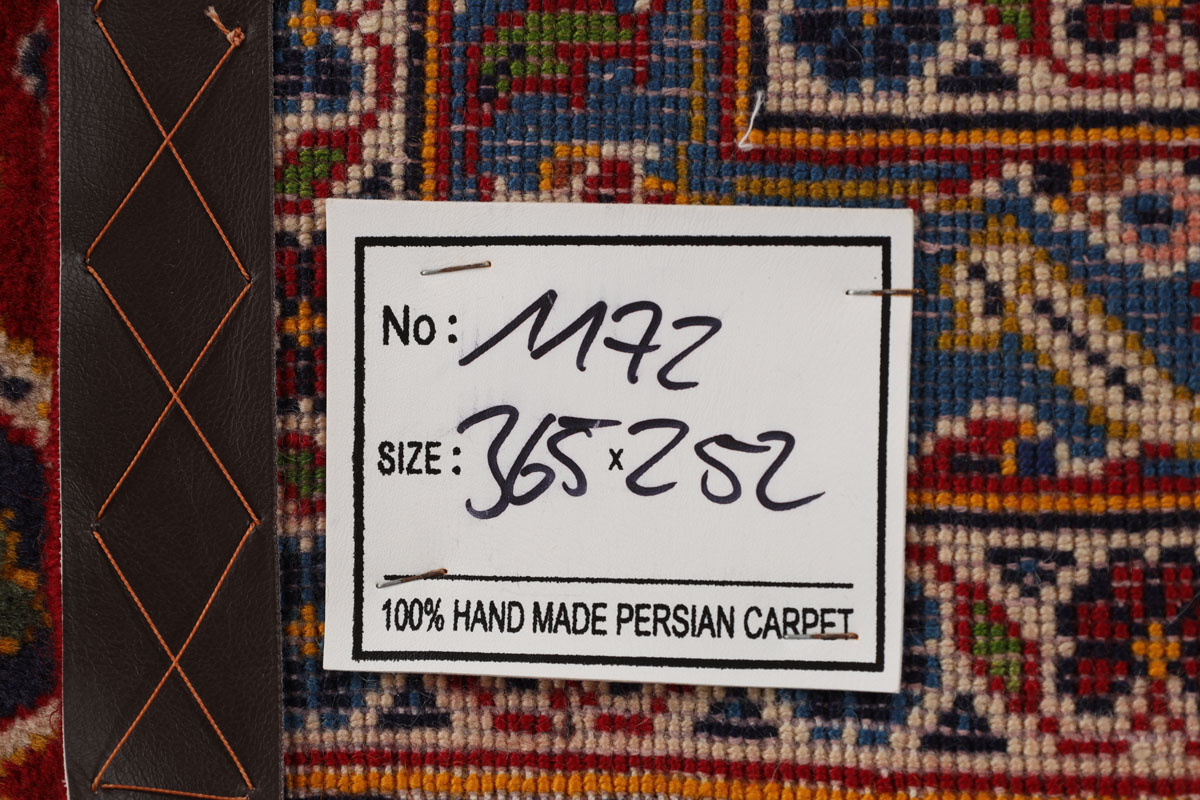 No: 1172
SIZE: 365 x 252
100% HAND MADE PERSIAN CARPET